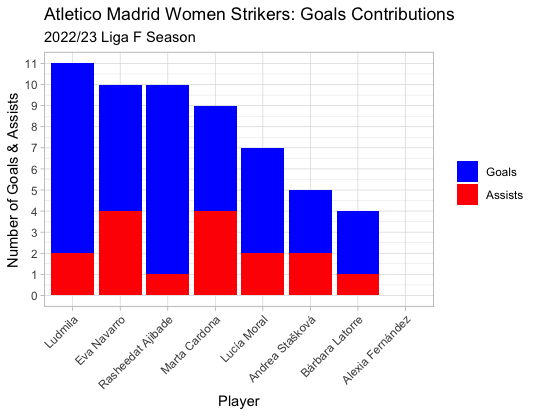 Atletico Madrid Women Strikers: Goals Contributions
2022/23 Liga F Season
Number of Goals & Assists
11
10
9
8
7
6
5
4
3
2
1
0
Goals
Assists
Ludmila
Eva Navarro
Rasheedat Ajibade
Marta Cardona
Lucía Moral
Andrea Stašková
Bárbara Latorre
Alexia Fernández
Player